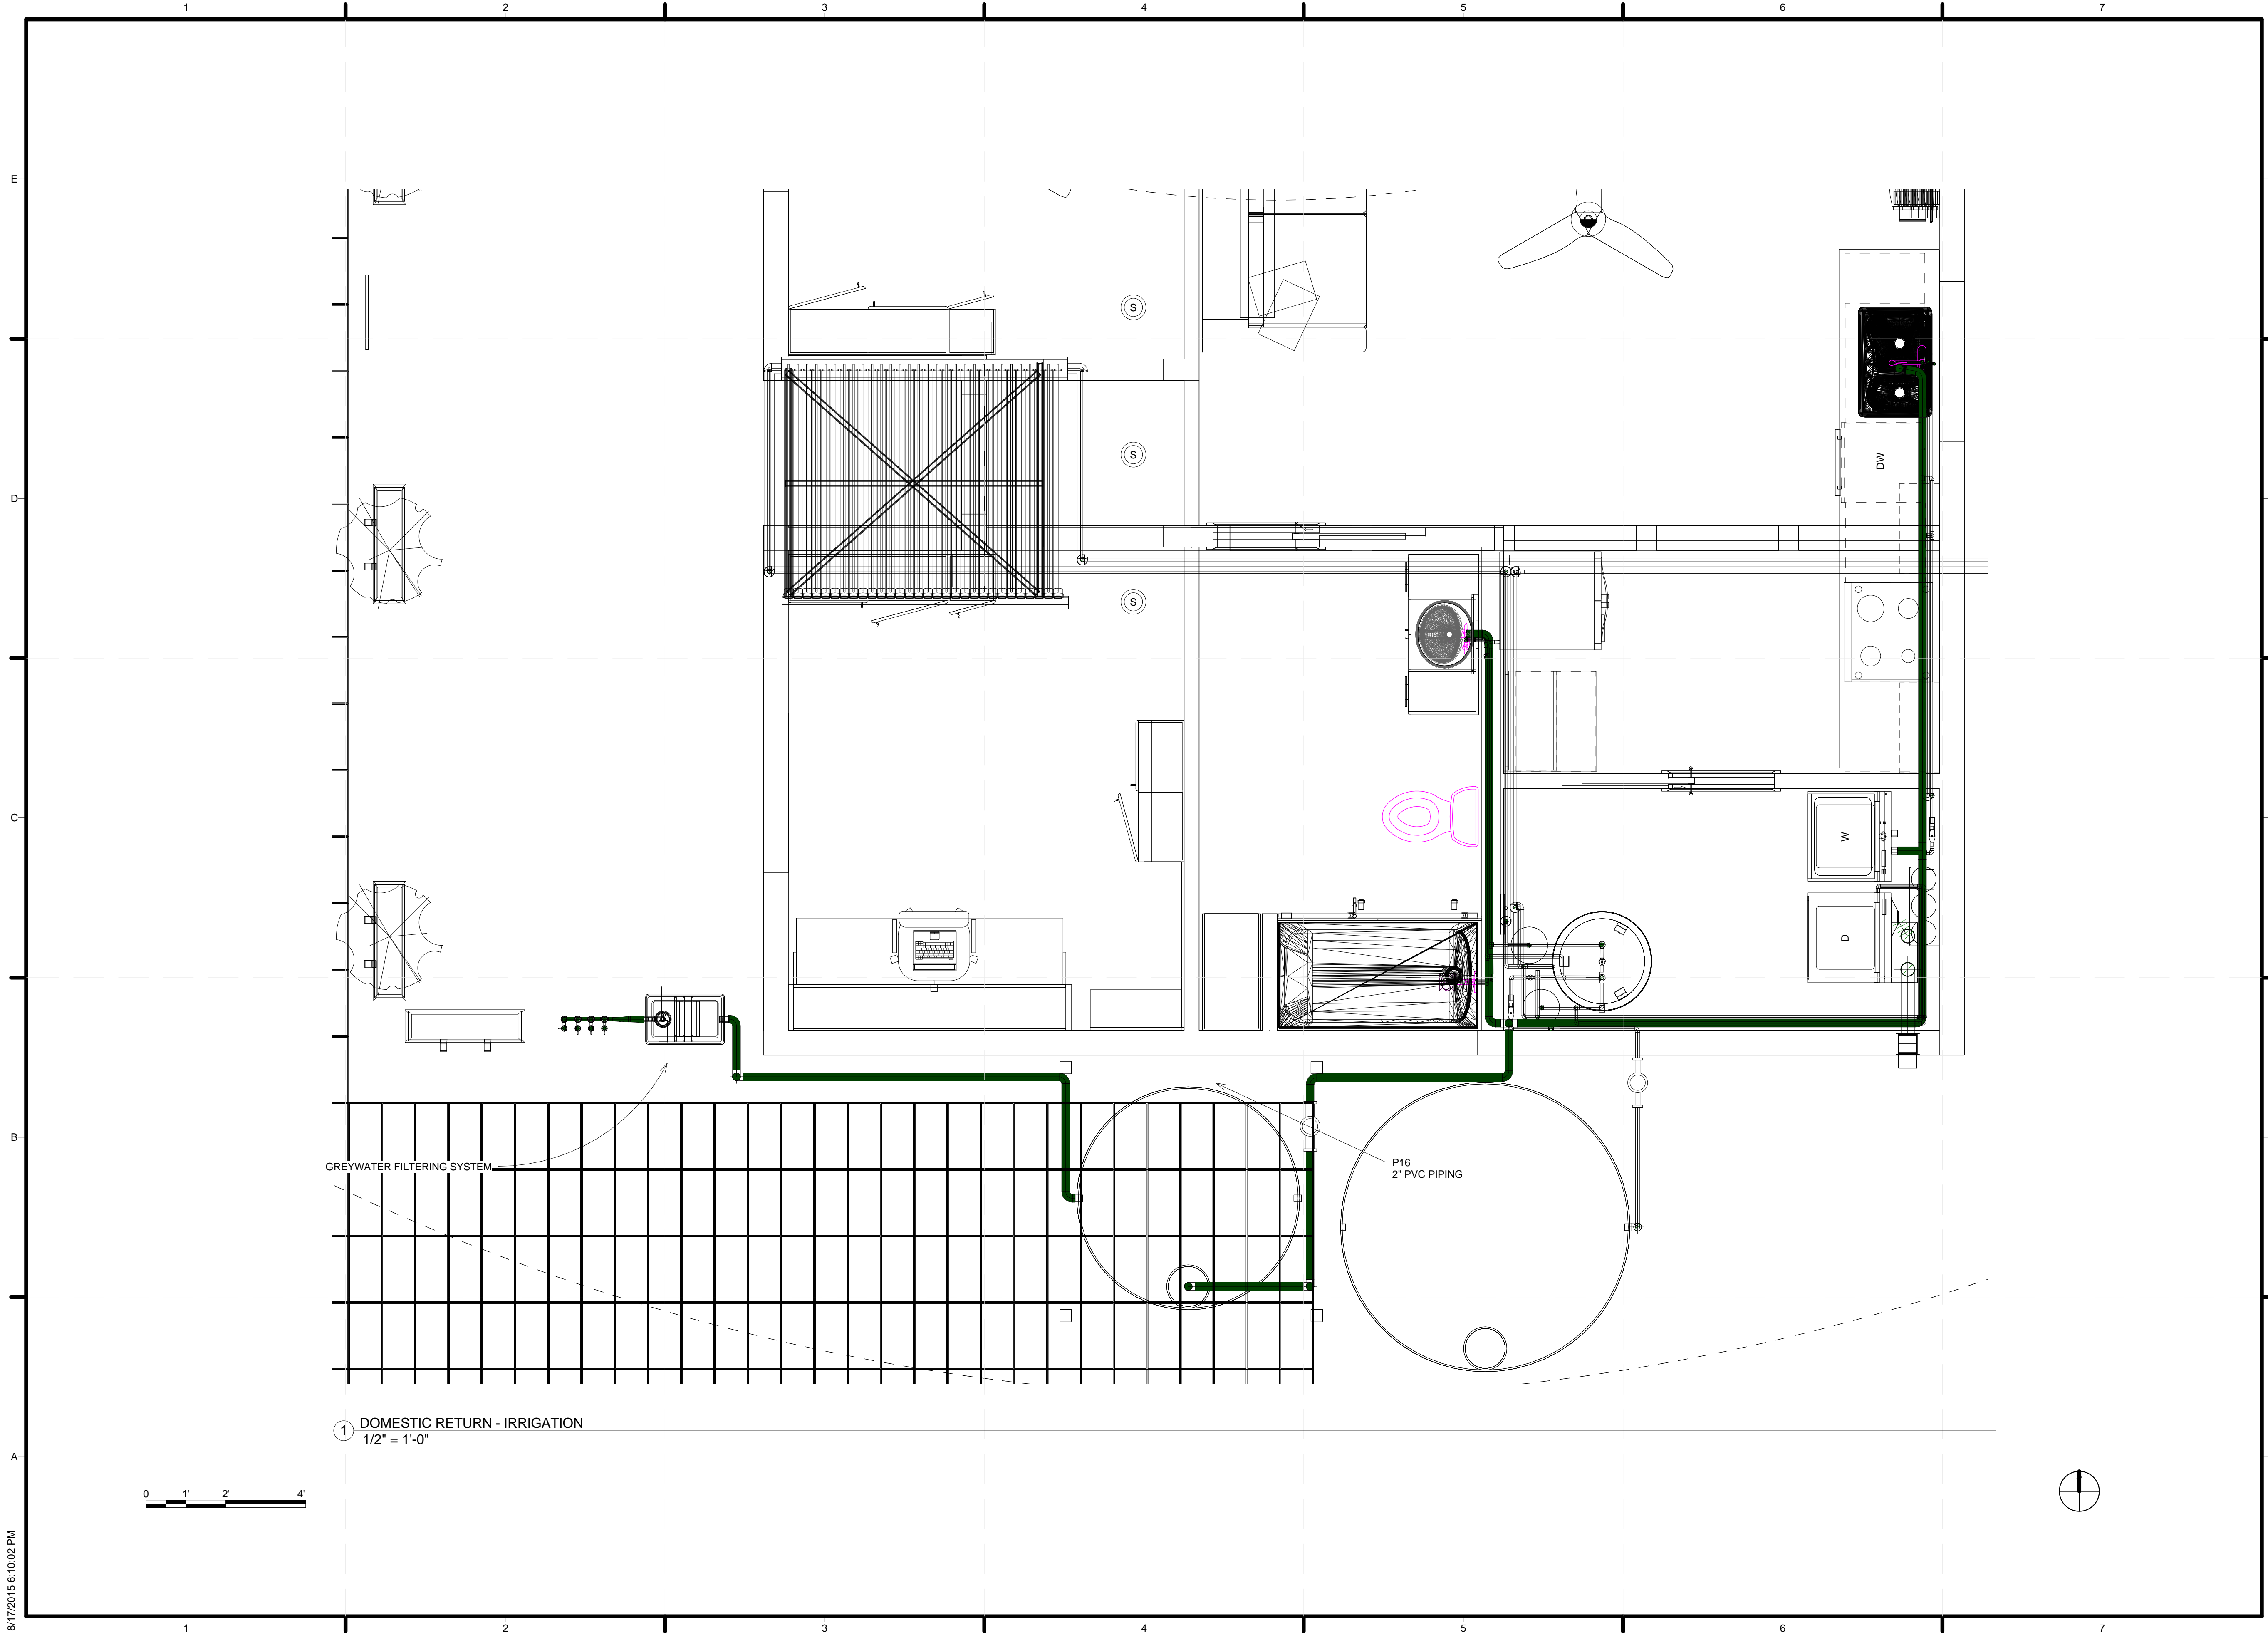 1 2 3 4 5 6 7
E
S
D
DW
S
S
C
W
D
B
GREYWATER FILTERING SYSTEM
P16
2" PVC PIPING
1 DOMESTIC RETURN - IRRIGATION
1/2" = 1'-0"
A
0 1' 2' 4'
8/17/2015 6:10:02 PM
1 2 3 4 5 6 7